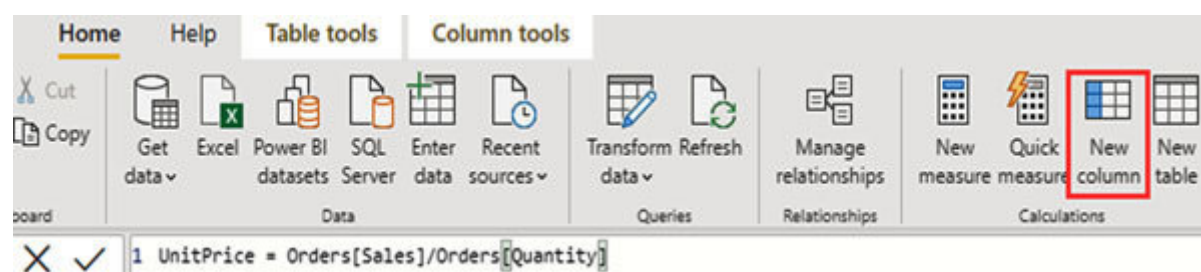 Home Help Table tools Column tools
Cut
Copy
Get data Excel Power BI datasets SQL Server Enter data Recent sources Transform data Refresh Manage relationships New measure Quick measure New column New table
Data Queries Relationships Calculations
1 UnitPrice = Orders[Sales]/Orders[Quantity]